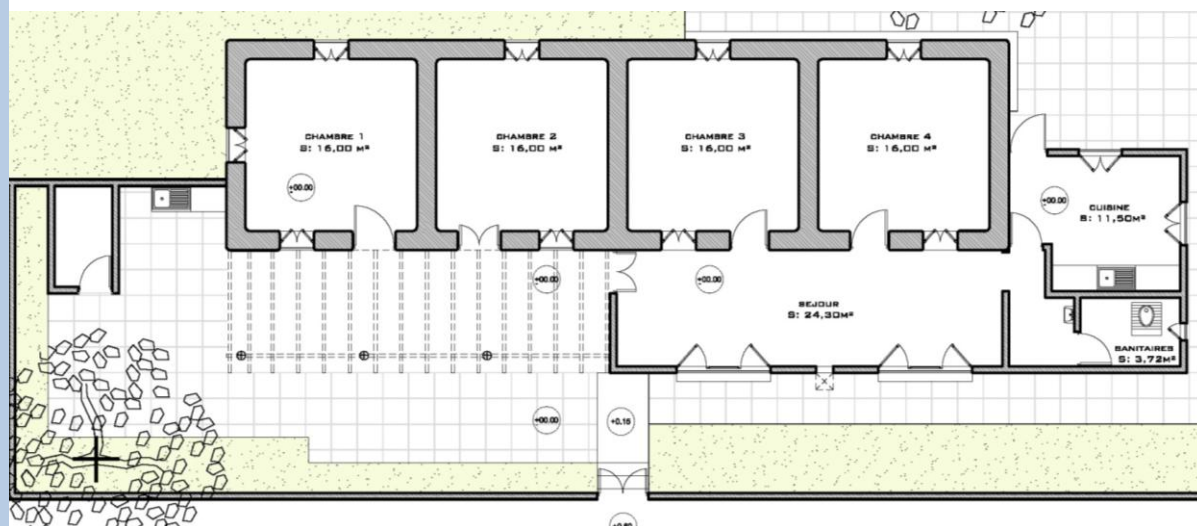 CHAMBRE 1
S: 16,00 M²
CHAMBRE 2
S: 16,00 M²
CHAMBRE 3
S: 16,00 M²
CHAMBRE 4
S: 16,00 M²
+00.00
+00.00
CUISINE
S: 11,50M²
+00.00
+00.00
SEJOUR
S: 24,30M²
SANITAIRES
S: 3,72M²
+00.00
+0.15